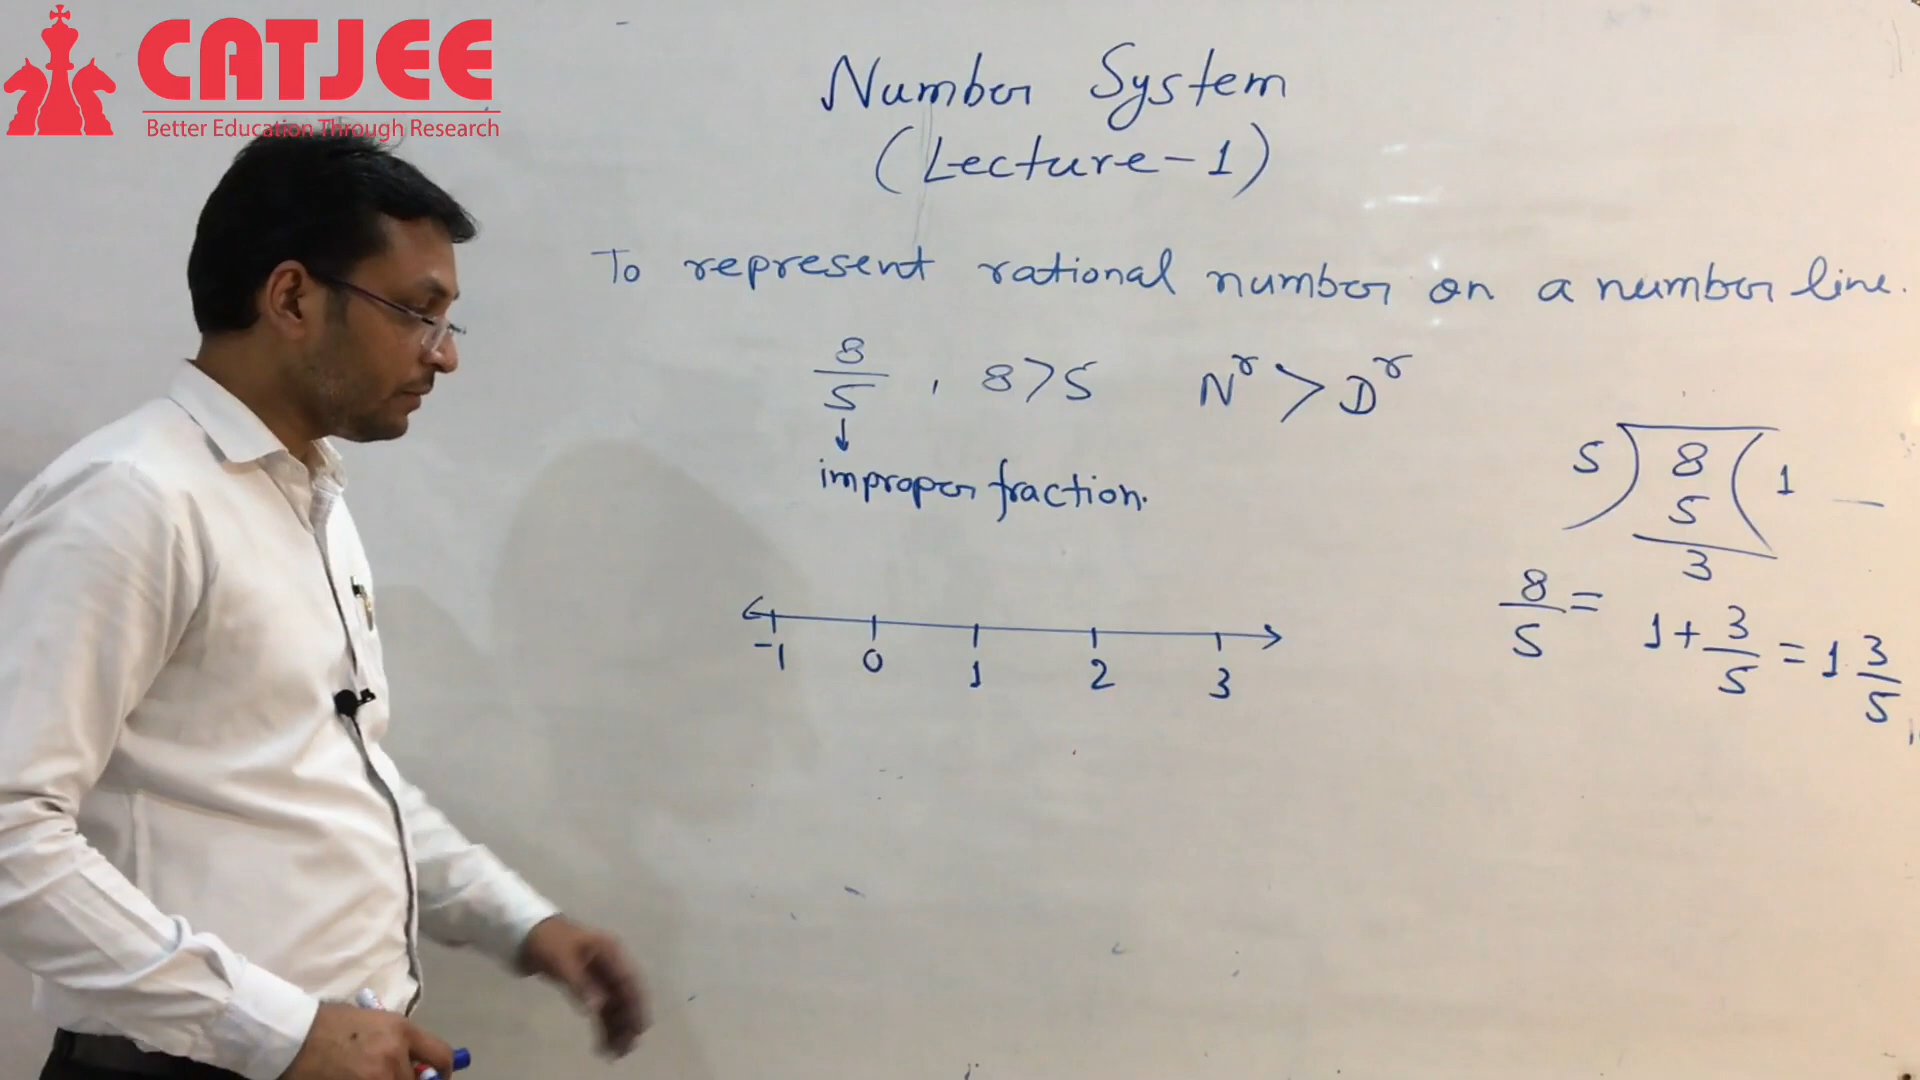 CATJEE
Better Education Through Research
Number System
(Lecture-1)
To represent rational number on a number line.
8/5 , 8>5 Nʳ > Dʳ
↓
improper fraction.
5) 8 ( 1
5
3
8/5 = 1 + 3/5 = 1 3/5
-1 0 1 2 3